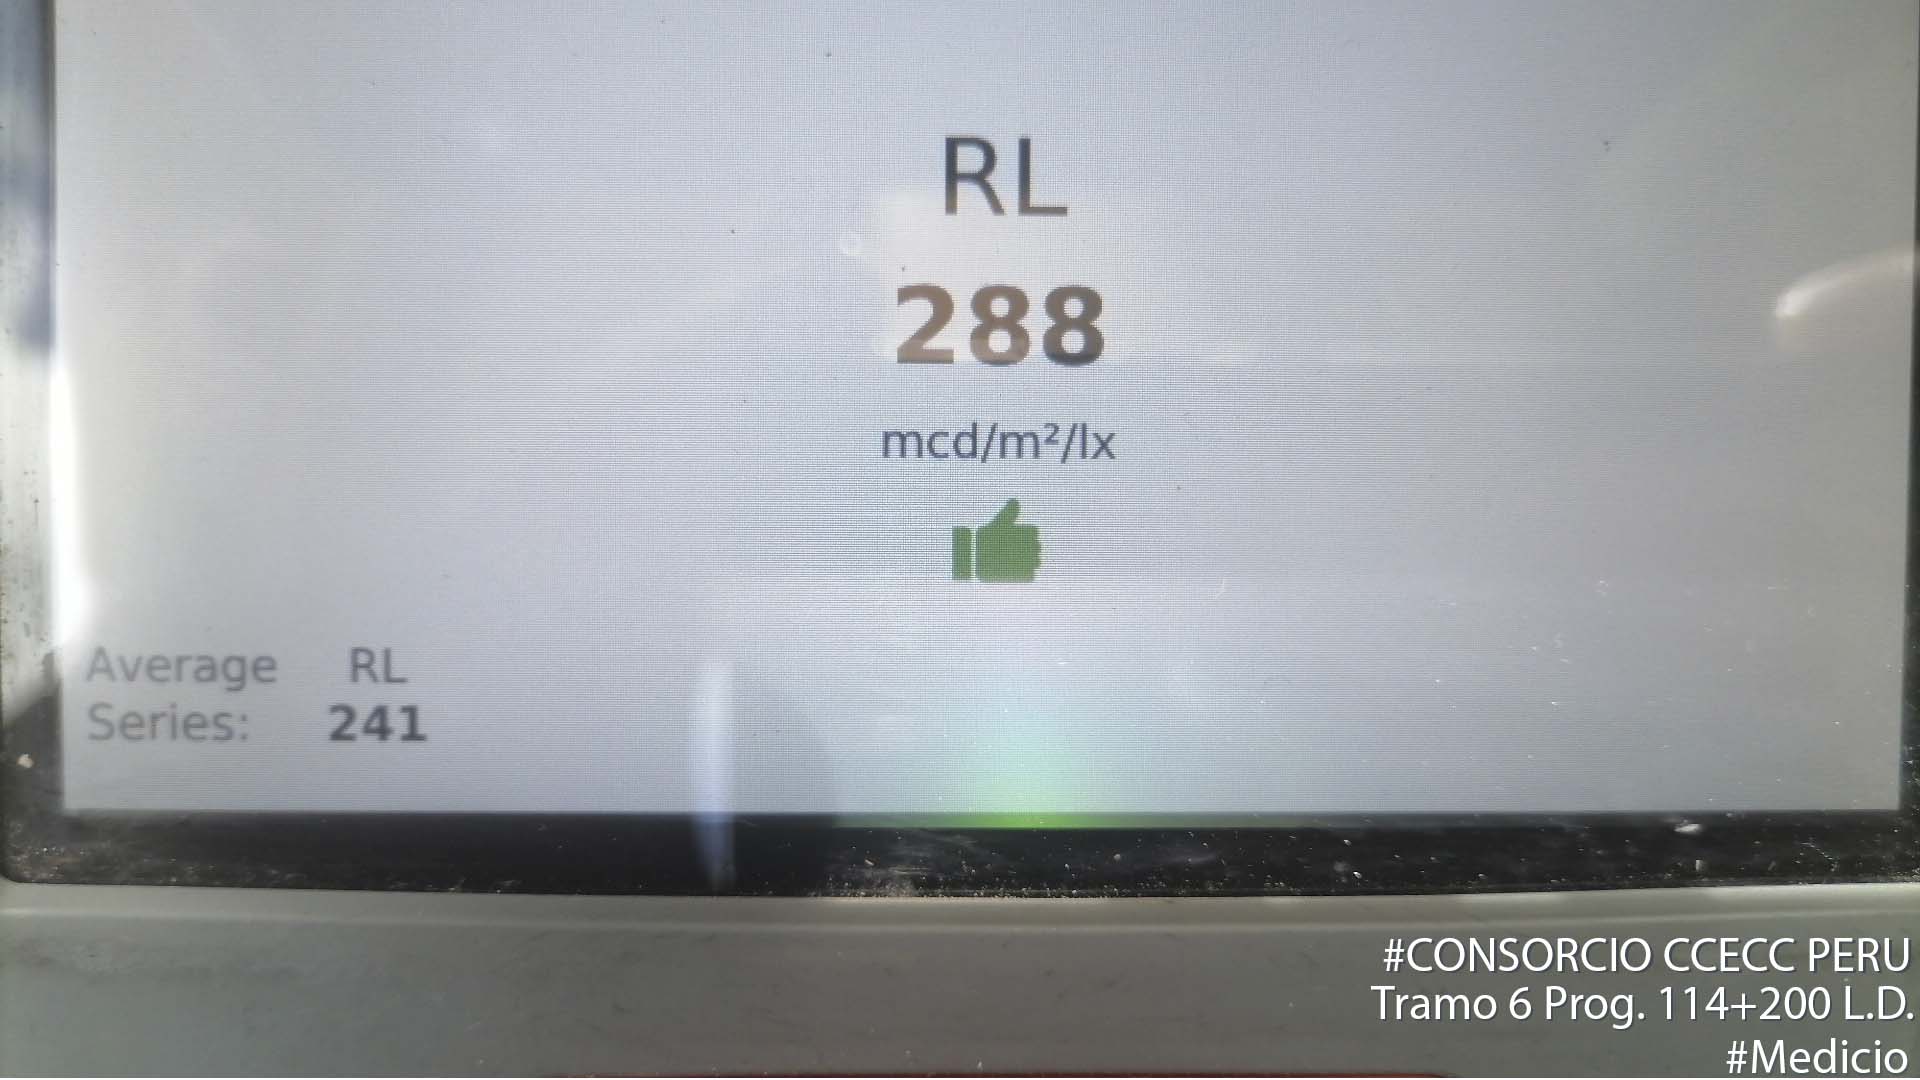 RL
288
mcd/m²/lx
Average RL
Series: 241
#CONSORCIO CCECC PERU
Tramo 6 Prog. 114+200 L.D.
#Medicio